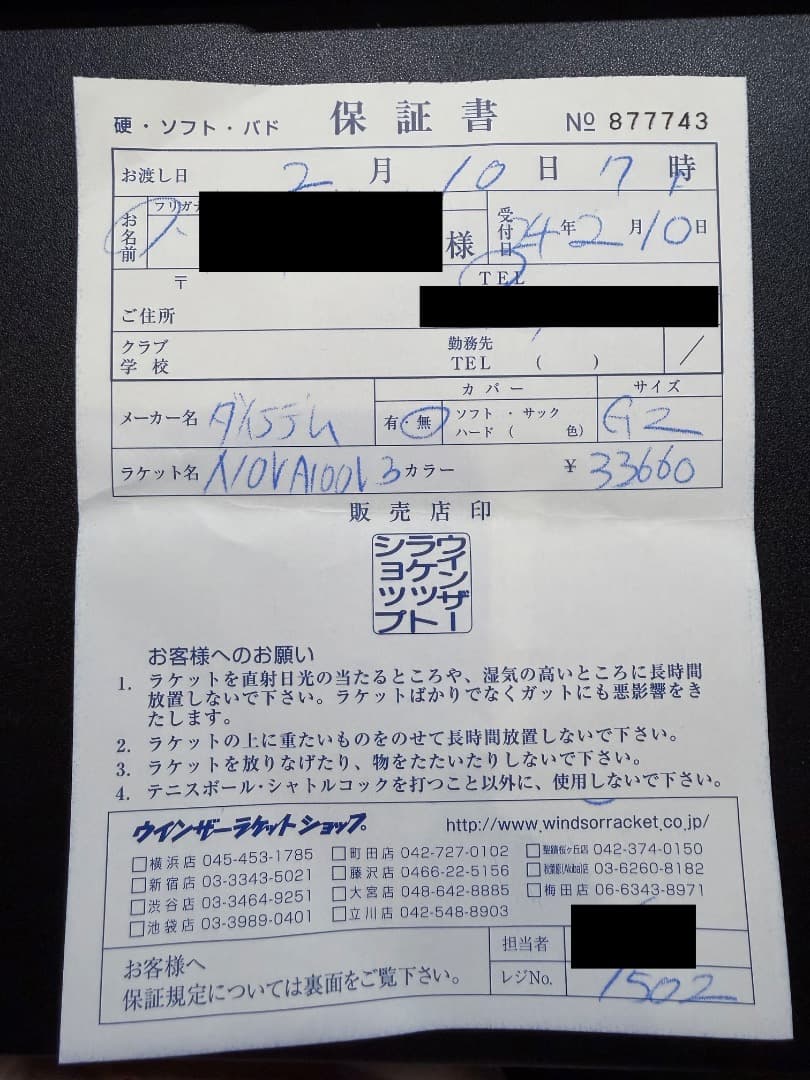 硬・ソフト・バド 保証書 № 877743
お渡し日 2月10日17時
フリガナ
お名前 様 受付日 24年2月10日
〒 TEL
ご住所
クラブ 勤務先
学校 TEL ( ) /
メーカー名 カバー サイズ
有・無 ソフト・サック G2
ハード ( 色)
ラケット名 カラー ¥33660
販売店印
ウインザー
ラケット
ショップ
お客様へのお願い
1. ラケットを直射日光の当たるところや、湿気の高いところに長時間
放置しないで下さい。ラケットばかりでなくガットにも悪影響をき
たします。
2. ラケットの上に重たいものをのせて長時間放置しないで下さい。
3. ラケットを放りなげたり、物をたたいたりしないで下さい。
4. テニスボール・シャトルコックを打つこと以外に、使用しないで下さい。
ウインザーラケットショップ。 http://www.windsorracket.co.jp/
□横浜店 045-453-1785 □町田店 042-727-0102 □聖蹟桜ヶ丘店 042-374-0150
□新宿店 03-3343-5021 □藤沢店 0466-22-5156 □秋葉原(Akiba)店 03-6260-8182
□渋谷店 03-3464-9251 □大宮店 048-642-8885 □梅田店 06-6343-8971
□池袋店 03-3989-0401 □立川店 042-548-8903
お客様へ 担当者
保証規定については裏面をご覧下さい。 レジNo. 1502